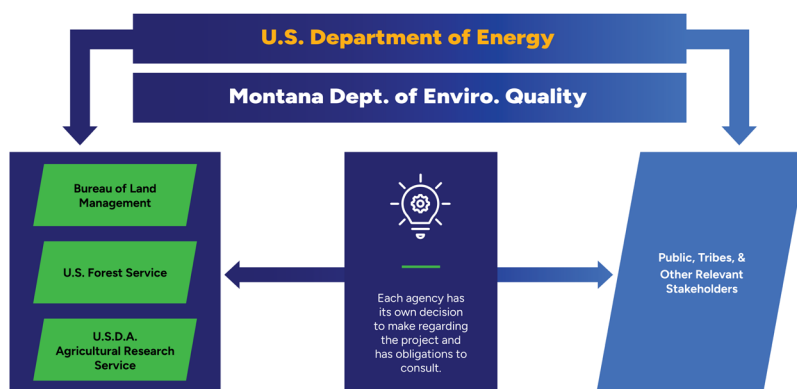 U.S. Department of Energy
Montana Dept. of Enviro. Quality
Bureau of Land
Management
U.S. Forest Service
U.S.D.A.
Agricultural Research
Service
Each agency has
its own decision
to make regarding
the project and
has obligations to
consult.
Public, Tribes, &
Other Relevant
Stakeholders